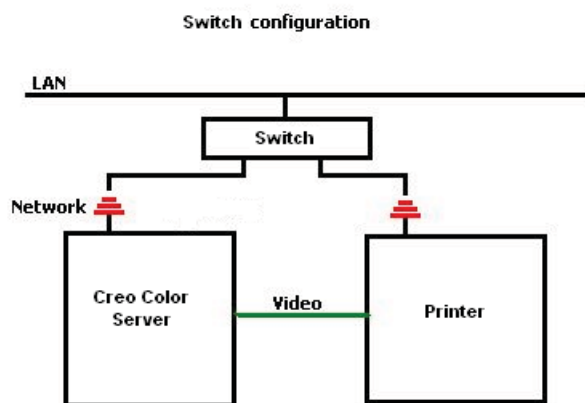 Switch configuration
LAN
Switch
Network
Creo Color
Server
Video
Printer